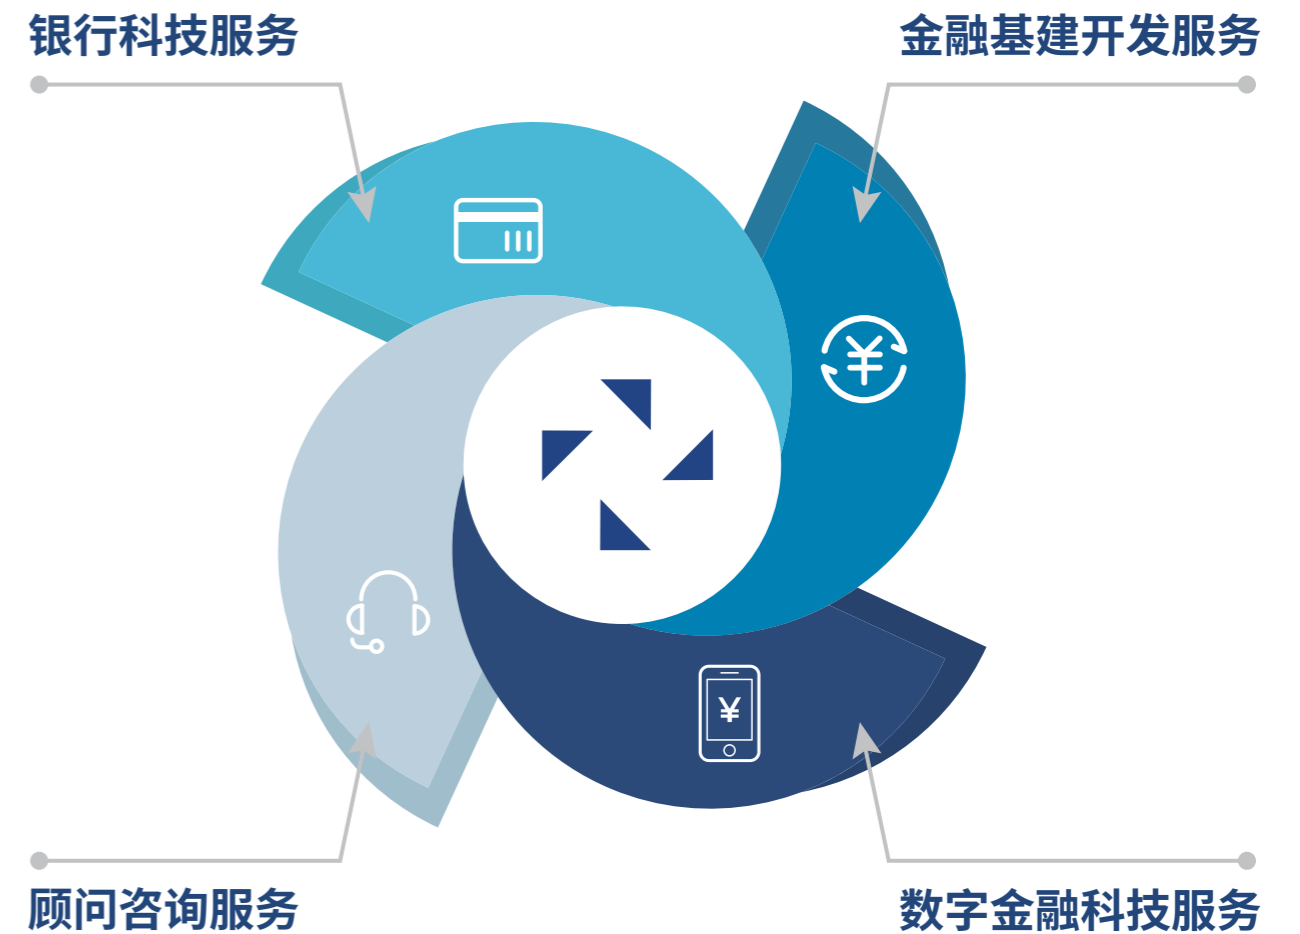 银行科技服务
金融基建开发服务
¥
¥
顾问咨询服务
数字金融科技服务